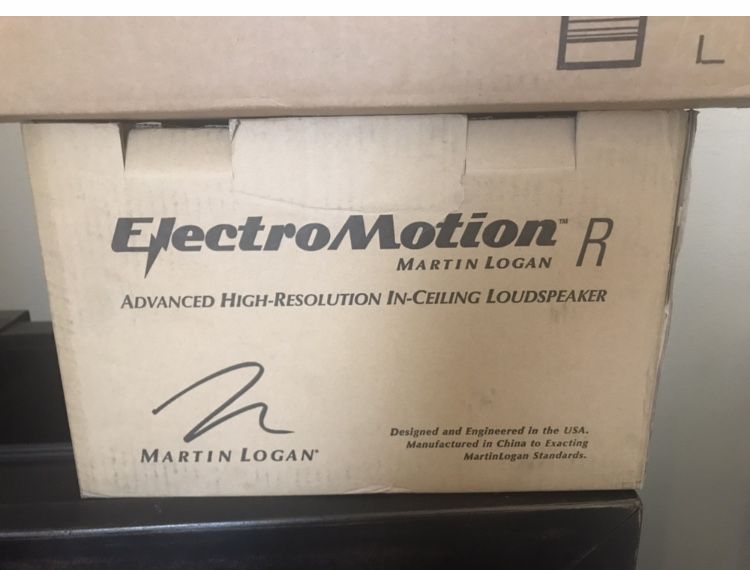 L
ElectroMotion™ R
MARTIN LOGAN
ADVANCED HIGH-RESOLUTION IN-CEILING LOUDSPEAKER
MARTIN LOGAN®
Designed and Engineered in the USA.
Manufactured in China to Exacting
MartinLogan Standards.